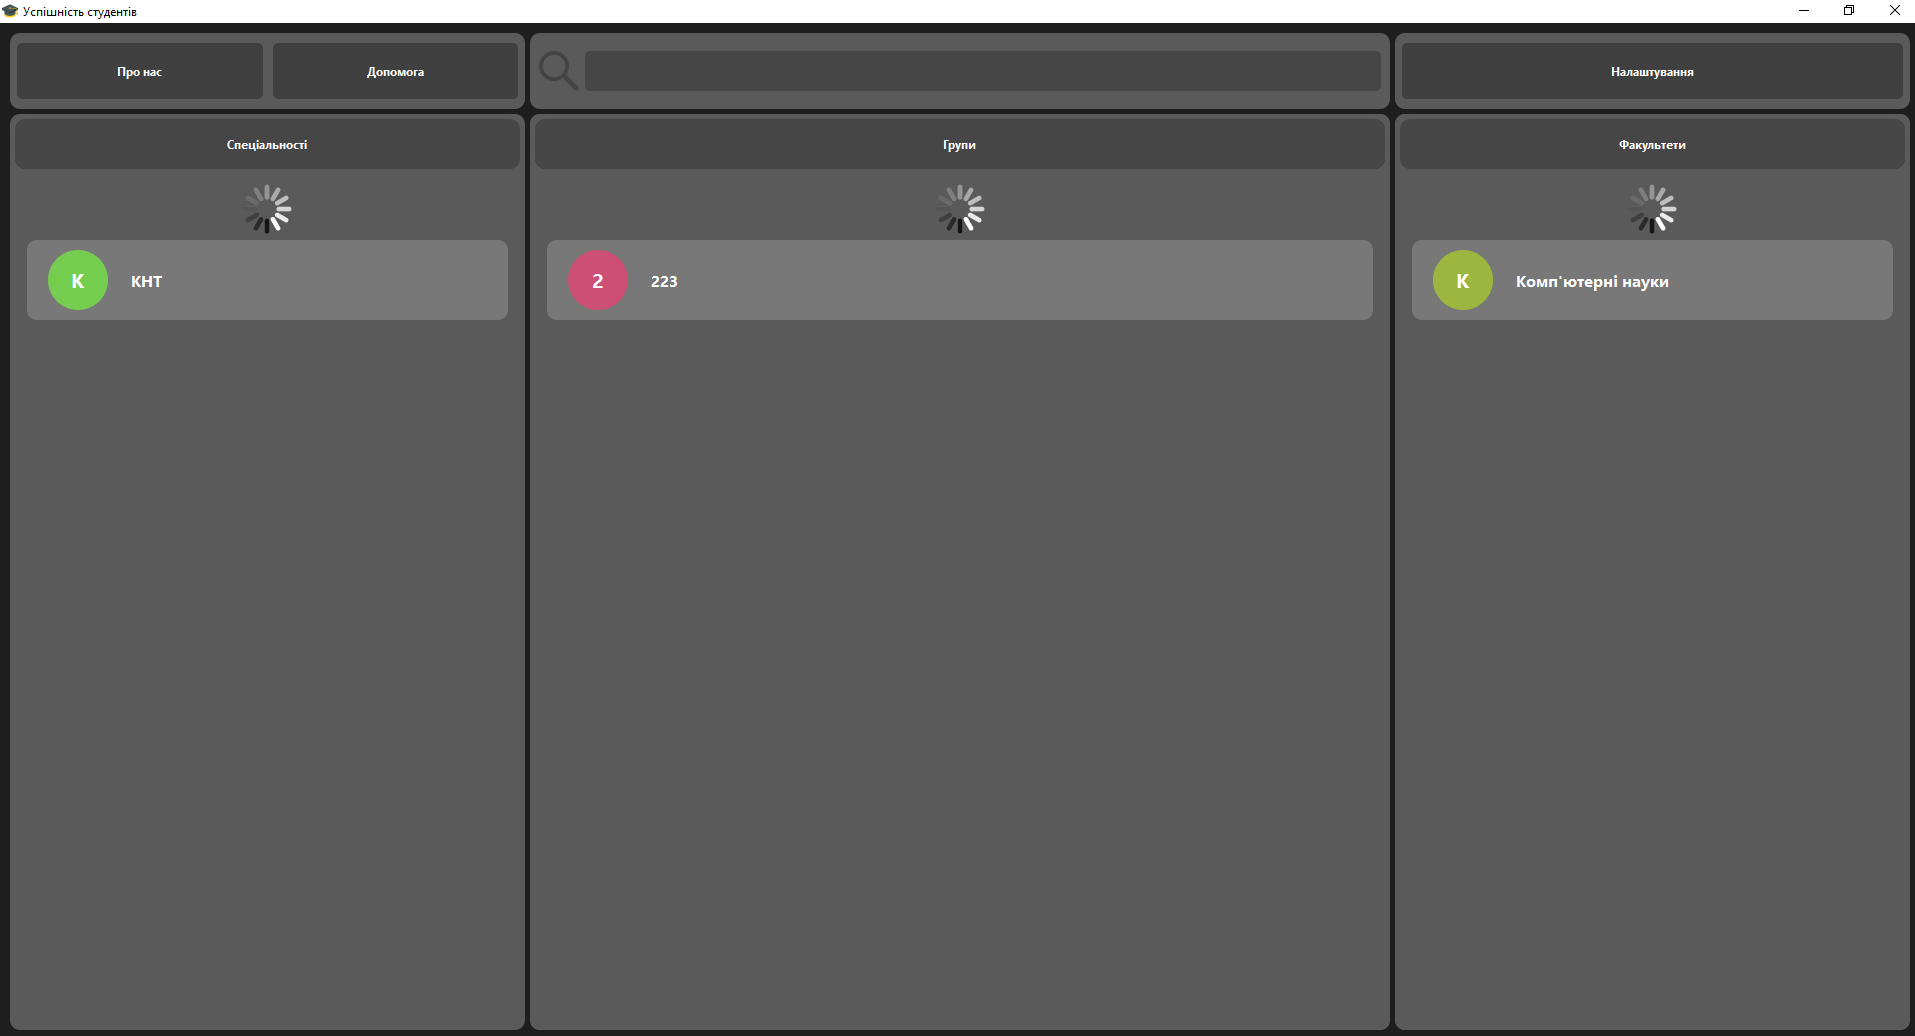 Успішність студентів
Про нас
Допомога
Налаштування
Спеціальності
Групи
Факультети
К
КНТ
2
223
К
Комп'ютерні науки